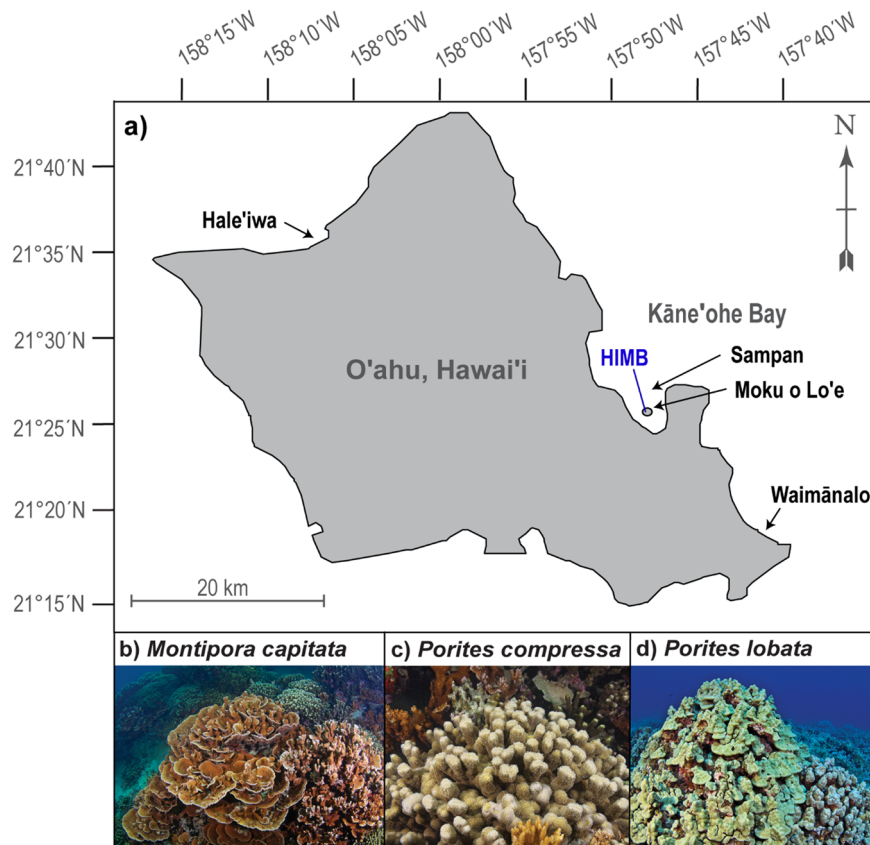 158°15´W
158°10´W
158°05´W
158°00´W
157°55´W
157°50´W
157°45´W
157°40´W
a)
N
21°40´N
Hale'iwa
21°35´N
21°30´N
Kāne'ohe Bay
O'ahu, Hawai'i
HIMB
Sampan
Moku o Lo'e
21°25´N
21°20´N
Waimānalo
20 km
21°15´N
b) Montipora capitata
c) Porites compressa
d) Porites lobata